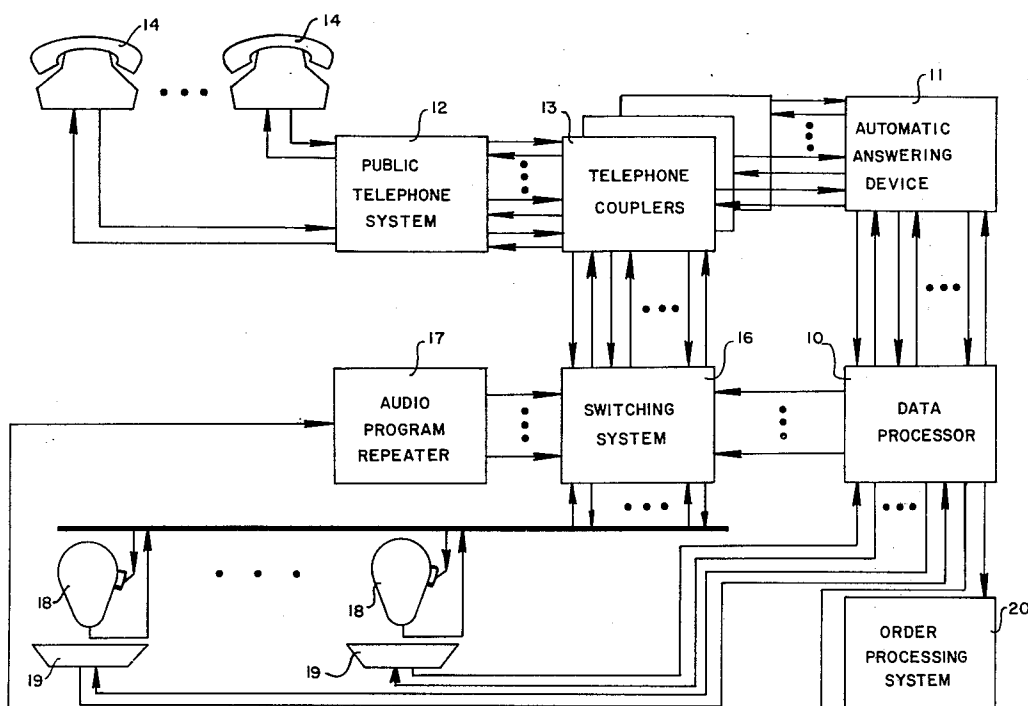 14
14
12
PUBLIC
TELEPHONE
SYSTEM
13
TELEPHONE
COUPLERS
11
AUTOMATIC
ANSWERING
DEVICE
17
AUDIO
PROGRAM
REPEATER
16
SWITCHING
SYSTEM
10
DATA
PROCESSOR
18
18
19
19
20
ORDER
PROCESSING
SYSTEM